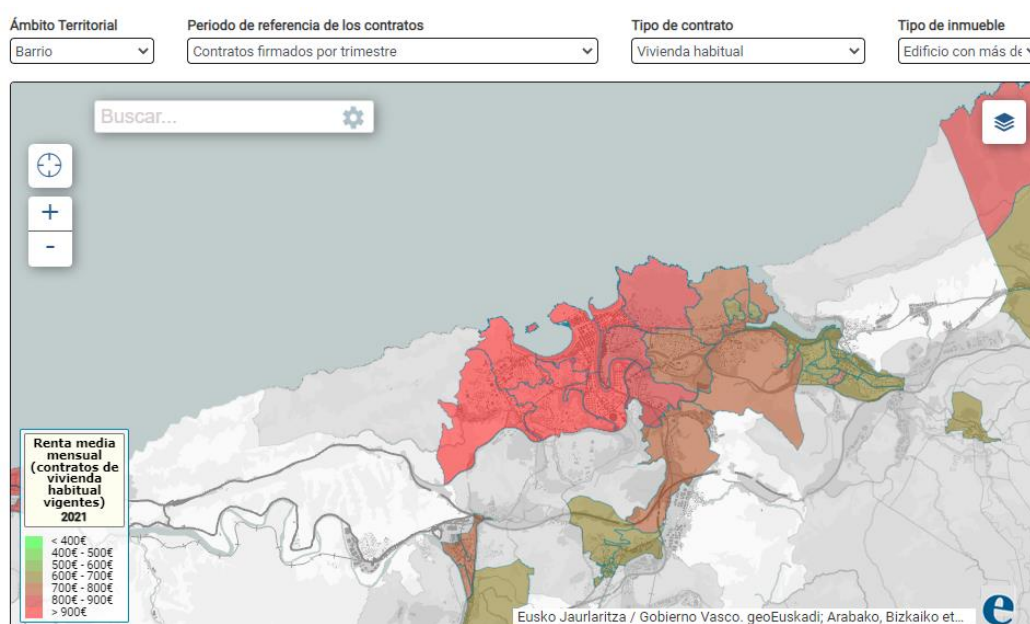 Ámbito Territorial
Periodo de referencia de los contratos
Tipo de contrato
Tipo de inmueble
Barrio
Contratos firmados por trimestre
Vivienda habitual
Edificio con más de
Buscar...
+
-
Renta media
mensual
(contratos de
vivienda
habitual
vigentes)
2021
< 400€
400€ - 500€
500€ - 600€
600€ - 700€
700€ - 800€
800€ - 900€
> 900€
Eusko Jaurlaritza / Gobierno Vasco. geoEuskadi; Arabako, Bizkaiko et...
e